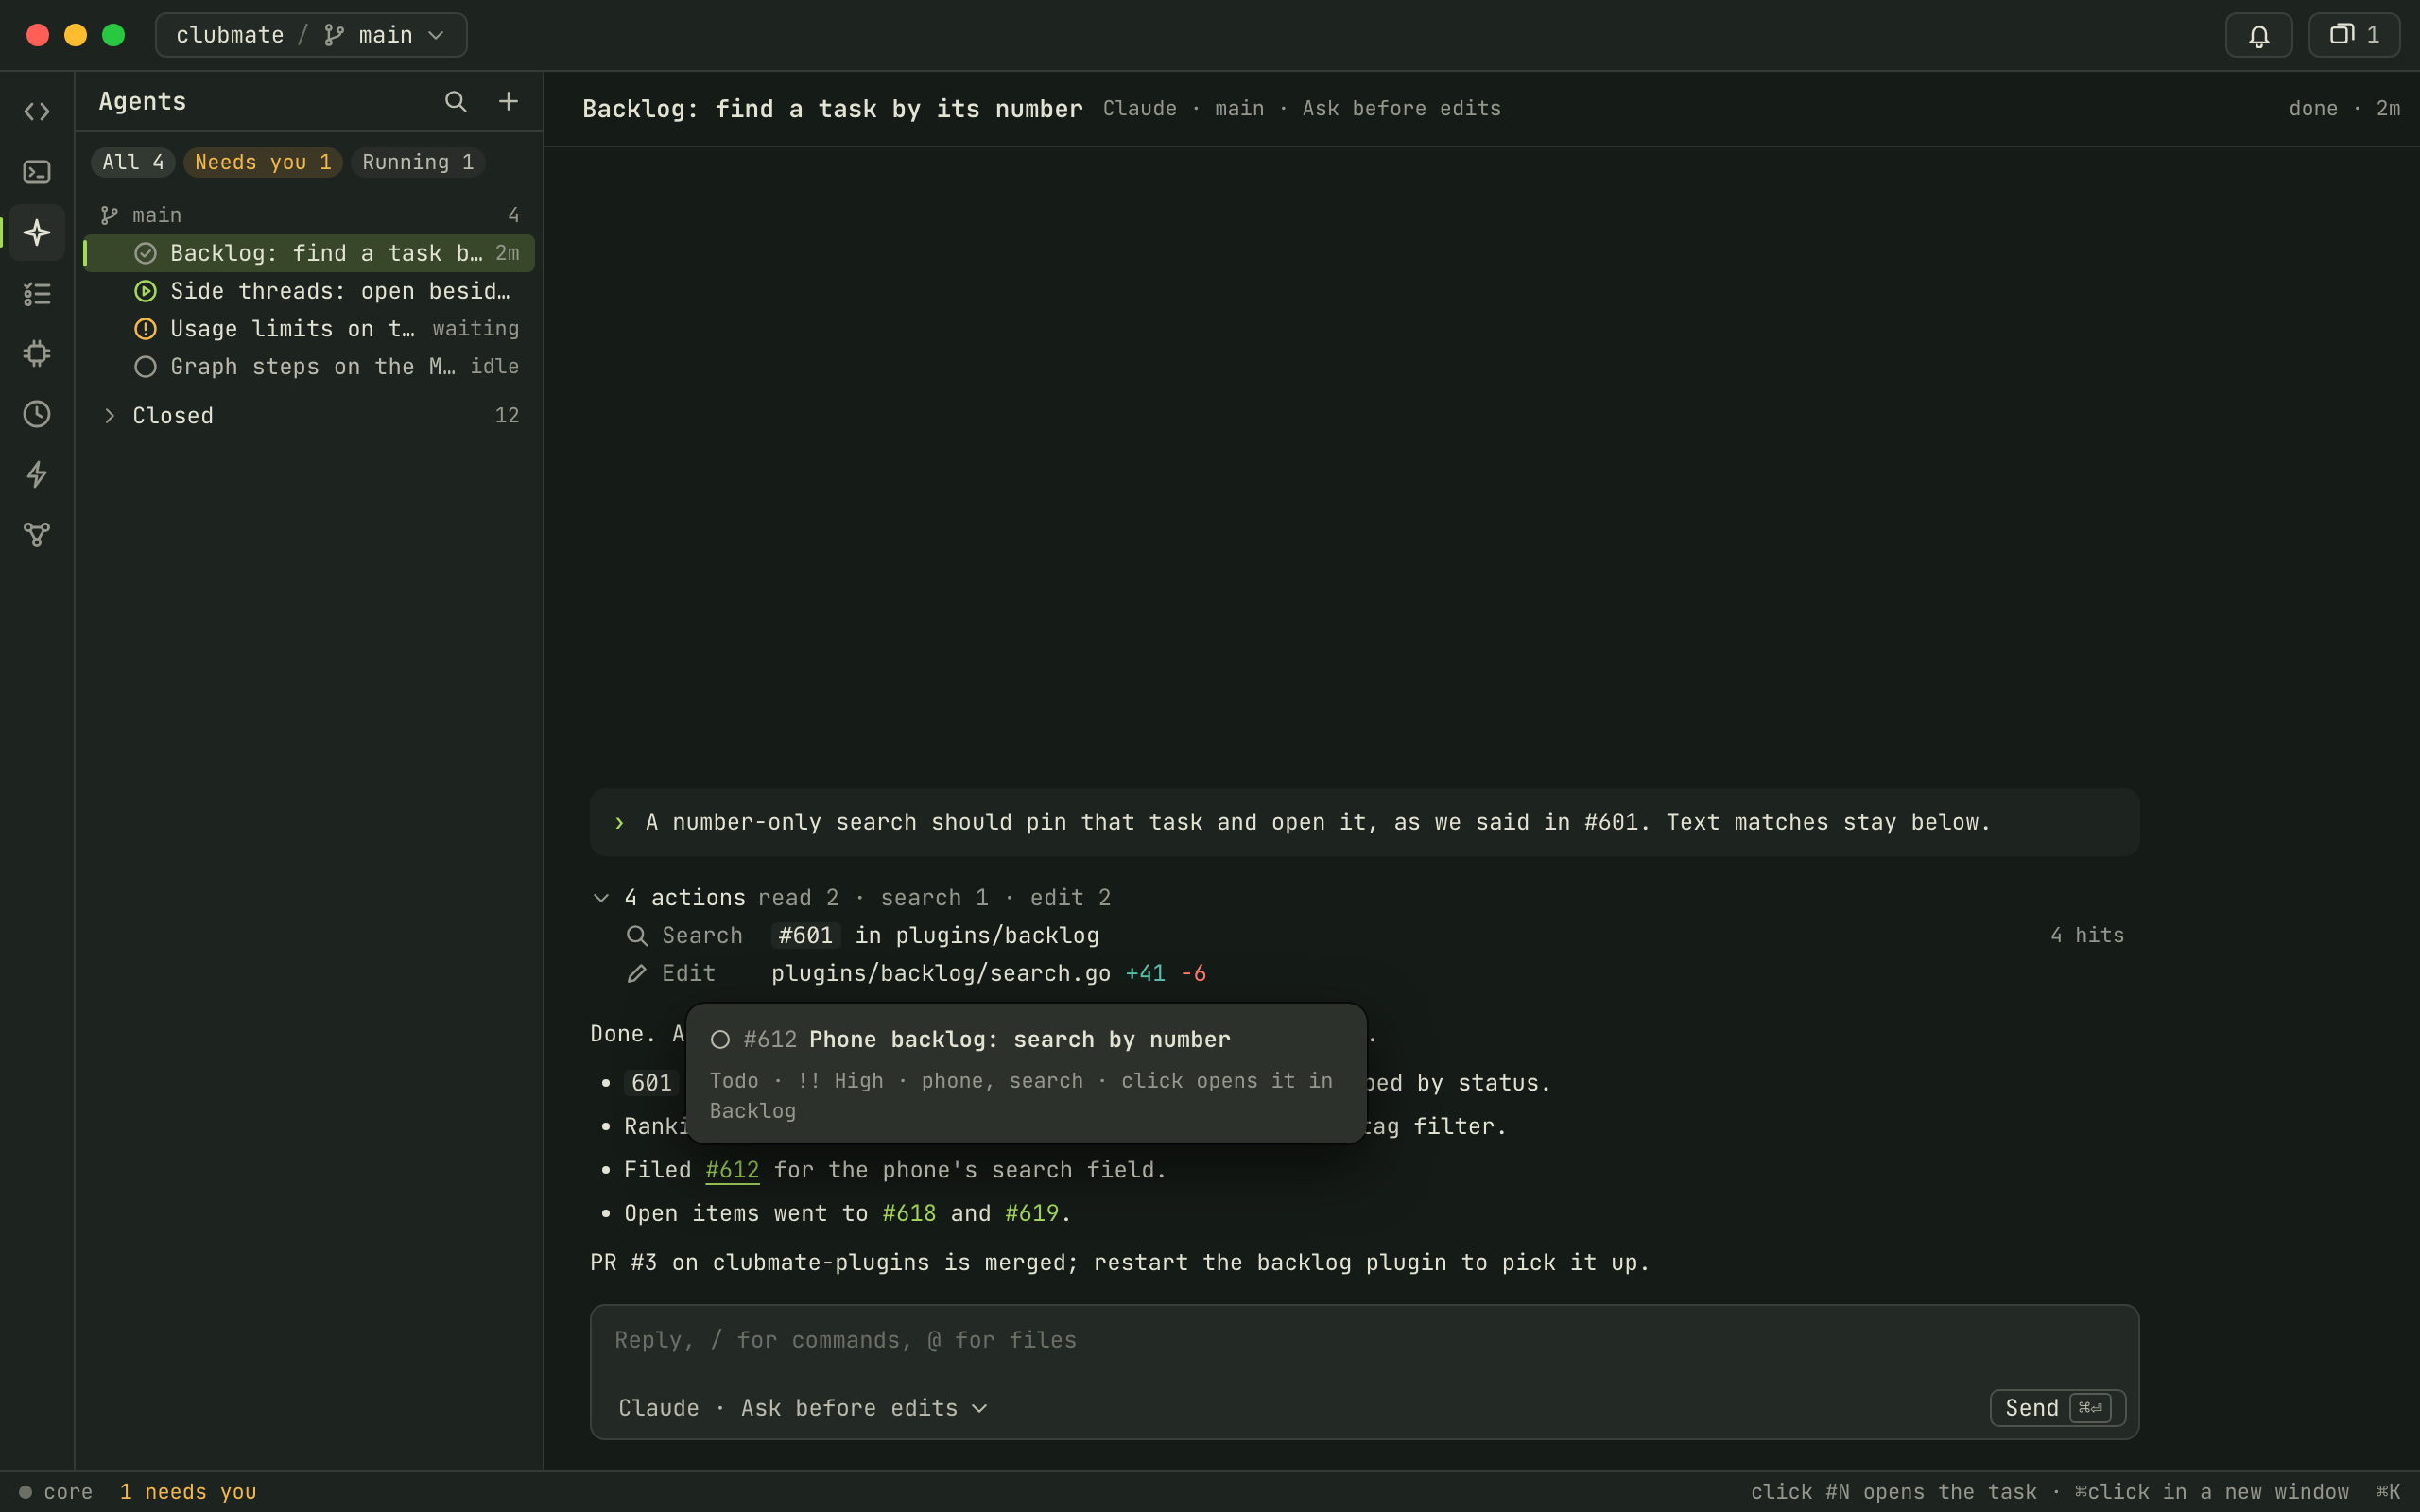 clubmate / main
1
Agents
All 4 Needs you 1 Running 1
main 4
Backlog: find a task b… 2m
Side threads: open besid…
Usage limits on t… waiting
Graph steps on the M… idle
Closed 12
Backlog: find a task by its number Claude · main · Ask before edits done · 2m
› A number-only search should pin that task and open it, as we said in #601. Text matches stay below.
4 actions read 2 · search 1 · edit 2
Search #601 in plugins/backlog 4 hits
Edit plugins/backlog/search.go +41 -6
#612 Phone backlog: search by number
Todo · !! High · phone, search · click opens it in
Backlog
Done.
• 601 by status.
• filter.
• Filed #612 for the phone's search field.
• Open items went to #618 and #619.
PR #3 on clubmate-plugins is merged; restart the backlog plugin to pick it up.
Reply, / for commands, @ for files
Claude · Ask before edits Send ⌘⏎
core 1 needs you click #N opens the task · ⌘click in a new window ⌘K